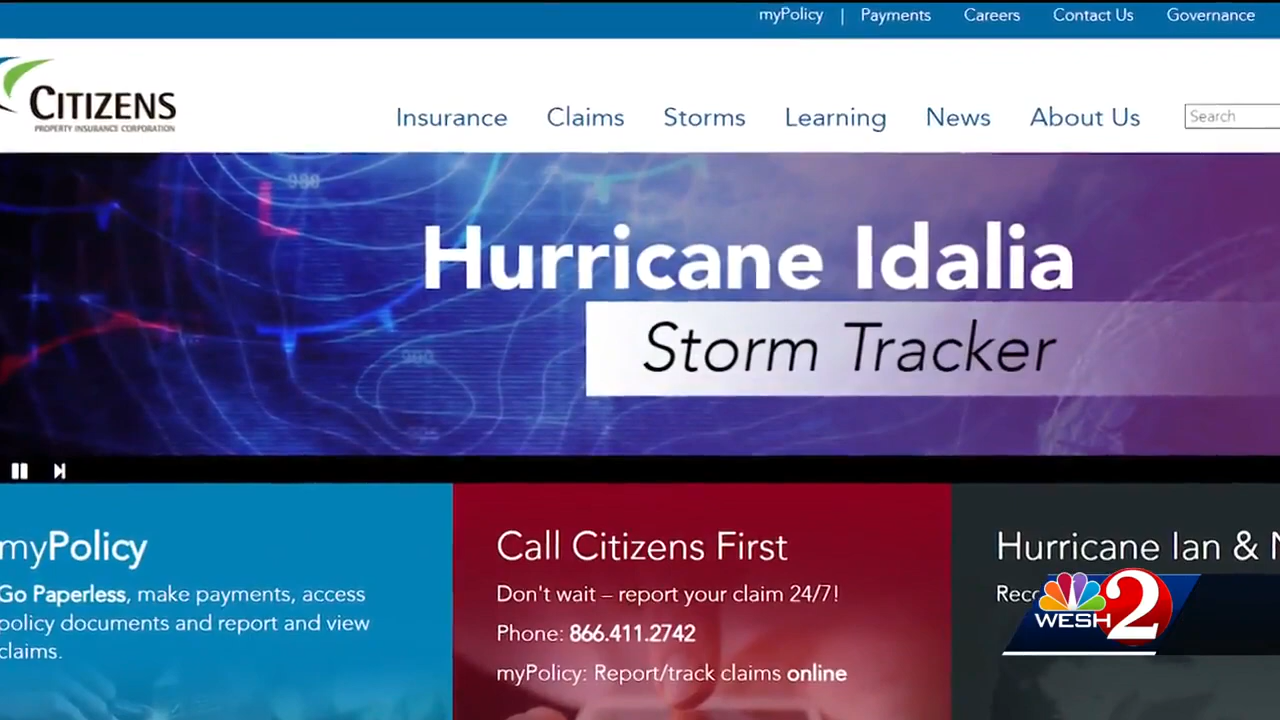 myPolicy | Payments Careers Contact Us Governance
CITIZENS
PROPERTY INSURANCE CORPORATION
Insurance Claims Storms Learning News About Us Search
980
Hurricane Idalia
980
Storm Tracker
myPolicy
Go Paperless, make payments, access
policy documents and report and view
claims.
Call Citizens First
Don't wait – report your claim 24/7!
Phone: 866.411.2742
myPolicy: Report/track claims online
Hurricane Ian &
WESH 2